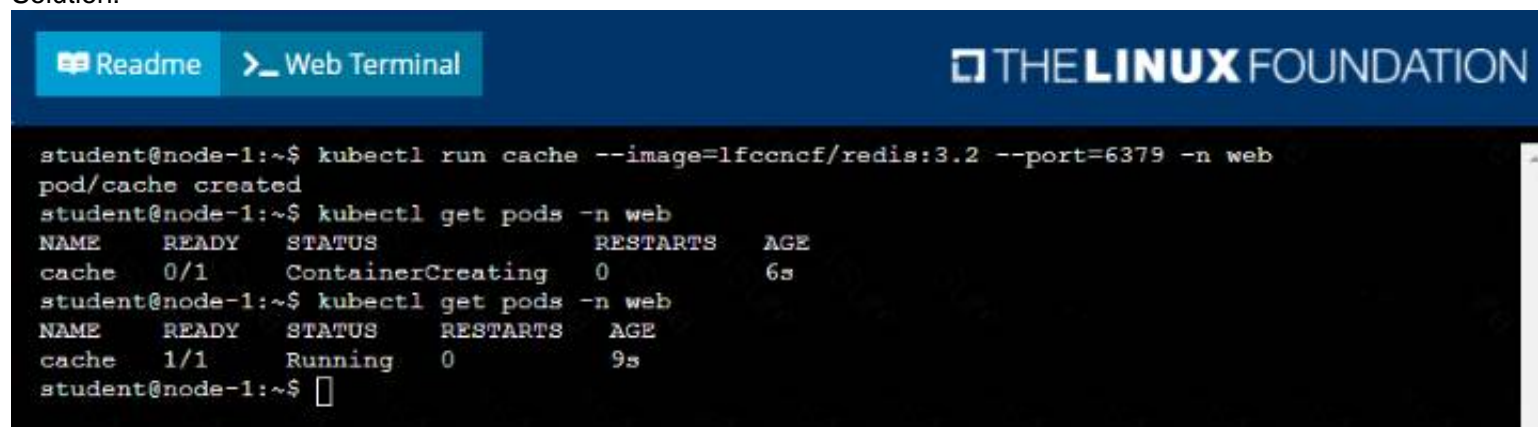 Solution:
Readme >_ Web Terminal THE LINUX FOUNDATION
student@node-1:~$ kubectl run cache --image=lfccncf/redis:3.2 --port=6379 -n web
pod/cache created
student@node-1:~$ kubectl get pods -n web
NAME READY STATUS RESTARTS AGE
cache 0/1 ContainerCreating 0 6s
student@node-1:~$ kubectl get pods -n web
NAME READY STATUS RESTARTS AGE
cache 1/1 Running 0 9s
student@node-1:~$